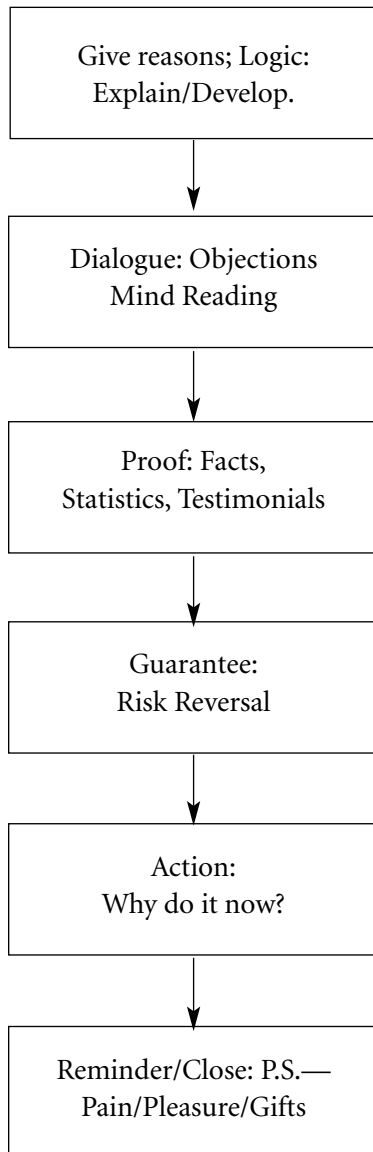 Give reasons; Logic:
Explain/Develop.
Dialogue: Objections
Mind Reading
Proof: Facts,
Statistics, Testimonials
Guarantee:
Risk Reversal
Action:
Why do it now?
Reminder/Close: P.S.—
Pain/Pleasure/Gifts